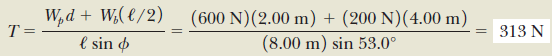 T = (W_p d + W_b(ℓ/2)) / (ℓ sin ϕ) = ((600 N)(2.00 m) + (200 N)(4.00 m)) / ((8.00 m) sin 53.0°) = 313 N